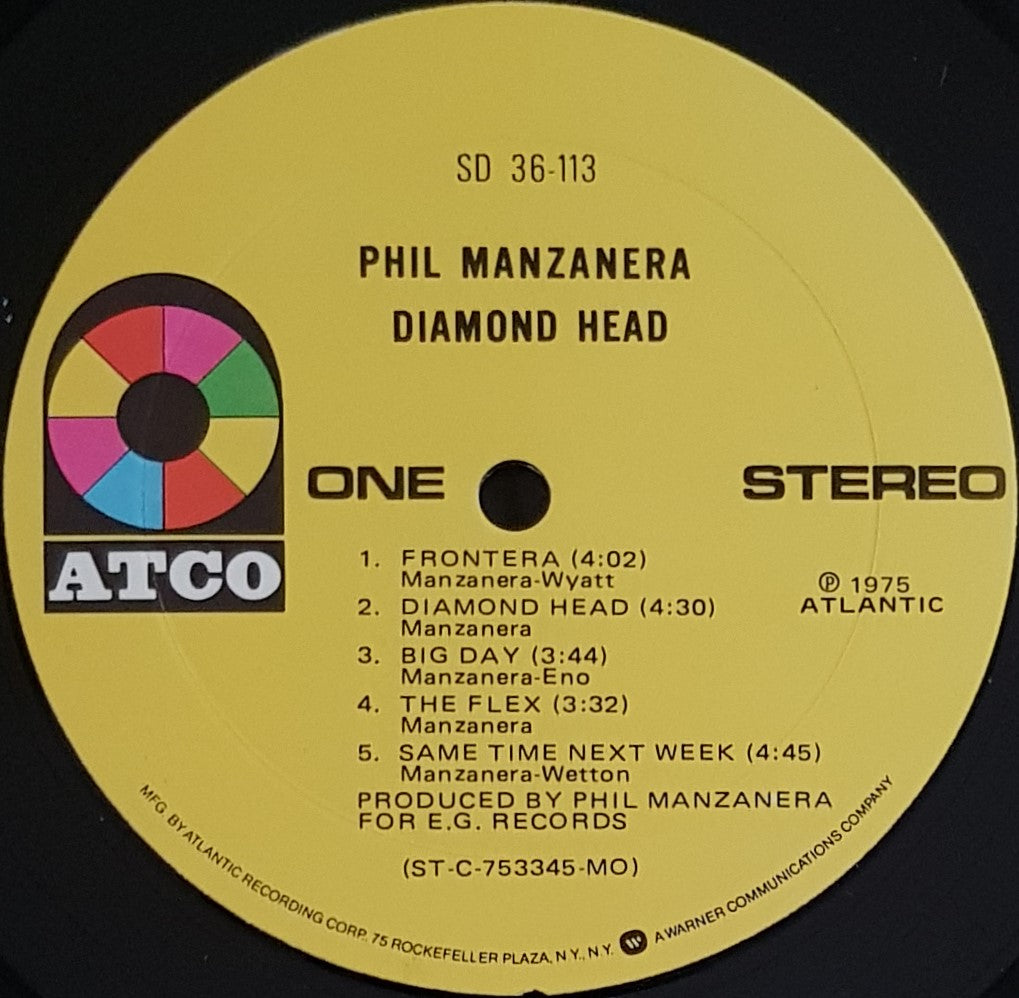 SD 36-113
PHIL MANZANERA
DIAMOND HEAD
ATCO
ONE
STEREO
1. FRONTERA (4:02)
Manzanera-Wyatt
2. DIAMOND HEAD (4:30)
Manzanera
3. BIG DAY (3:44)
Manzanera-Eno
4. THE FLEX (3:32)
Manzanera
5. SAME TIME NEXT WEEK (4:45)
Manzanera-Wetton
PRODUCED BY PHIL MANZANERA
FOR E.G. RECORDS
℗ 1975
ATLANTIC
(ST-C-753345-MO)
MFG. BY ATLANTIC RECORDING CORP. 75 ROCKEFELLER PLAZA, N.Y., N.Y. W A WARNER COMMUNICATIONS COMPANY